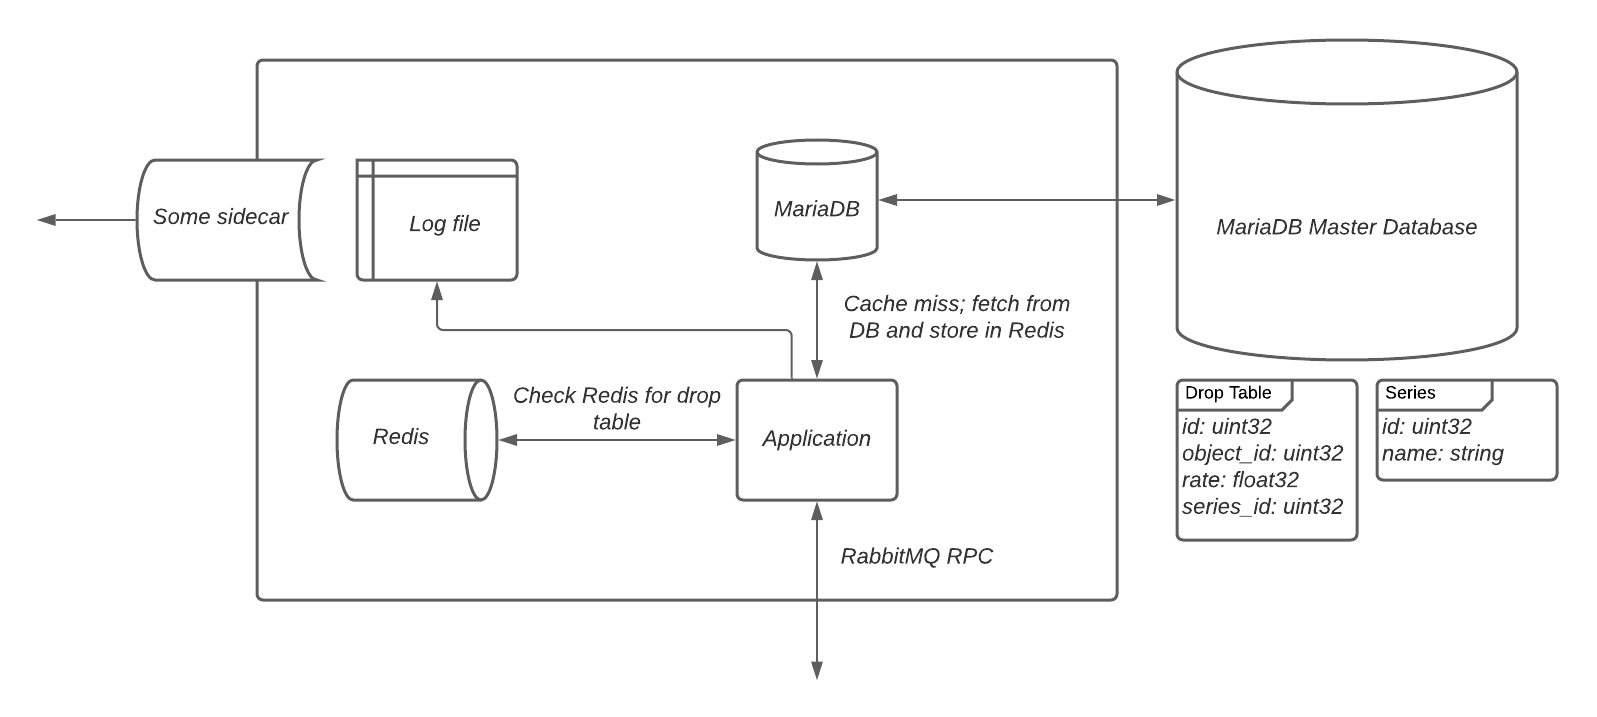 Some sidecar
Log file
MariaDB
MariaDB Master Database
Cache miss; fetch from
DB and store in Redis
Check Redis for drop
table
Redis
Application
RabbitMQ RPC
Drop Table
id: uint32
object_id: uint32
rate: float32
series_id: uint32
Series
id: uint32
name: string